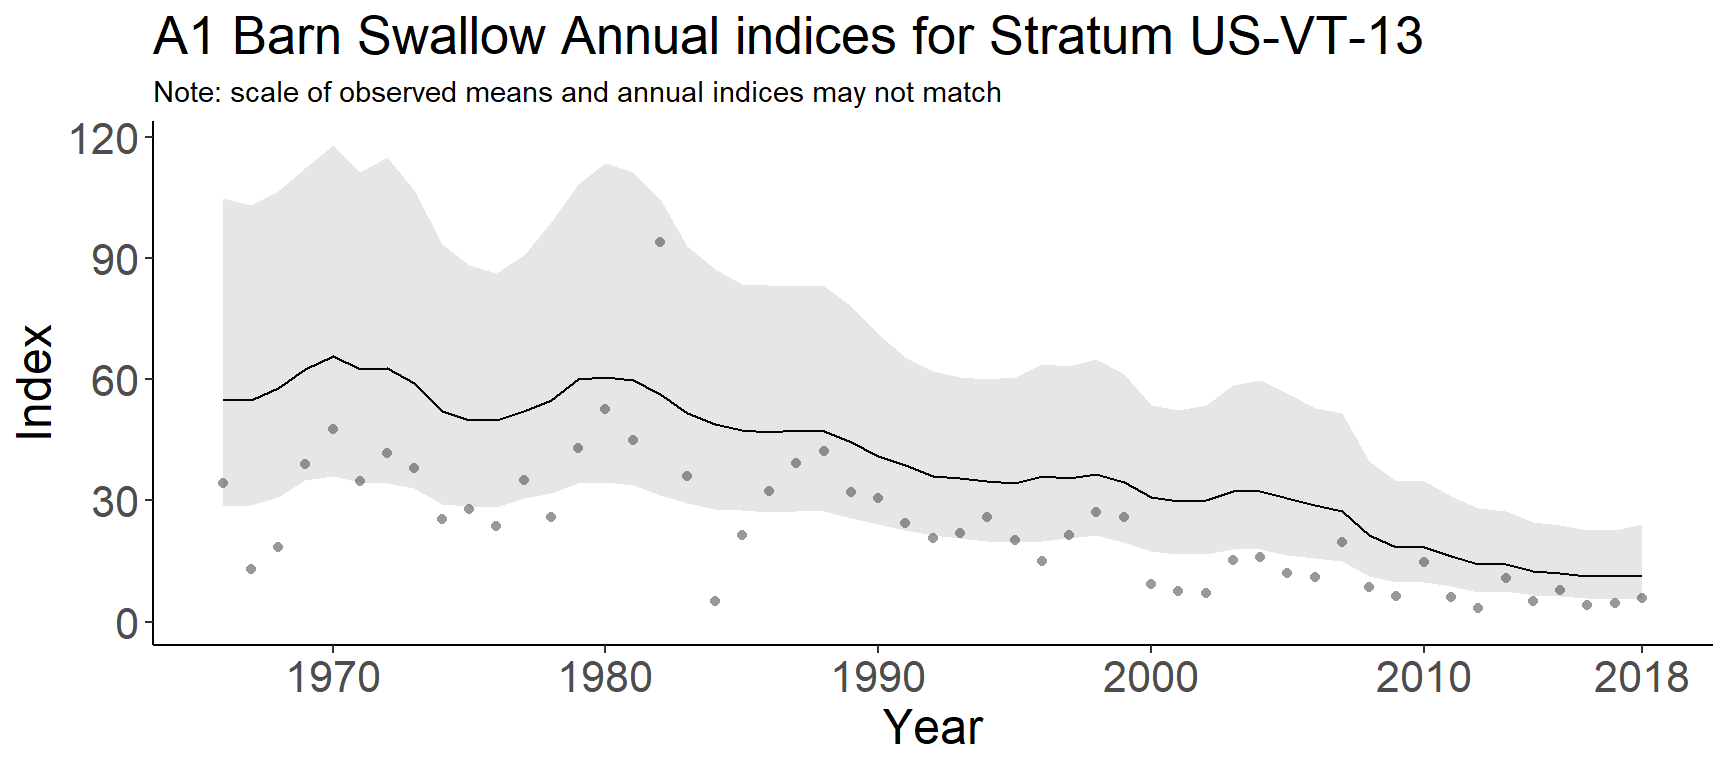 A1 Barn Swallow Annual indices for Stratum US-VT-13
Note: scale of observed means and annual indices may not match
120
90
60
30
0
Index
1970 1980 1990 2000 2010 2018
Year